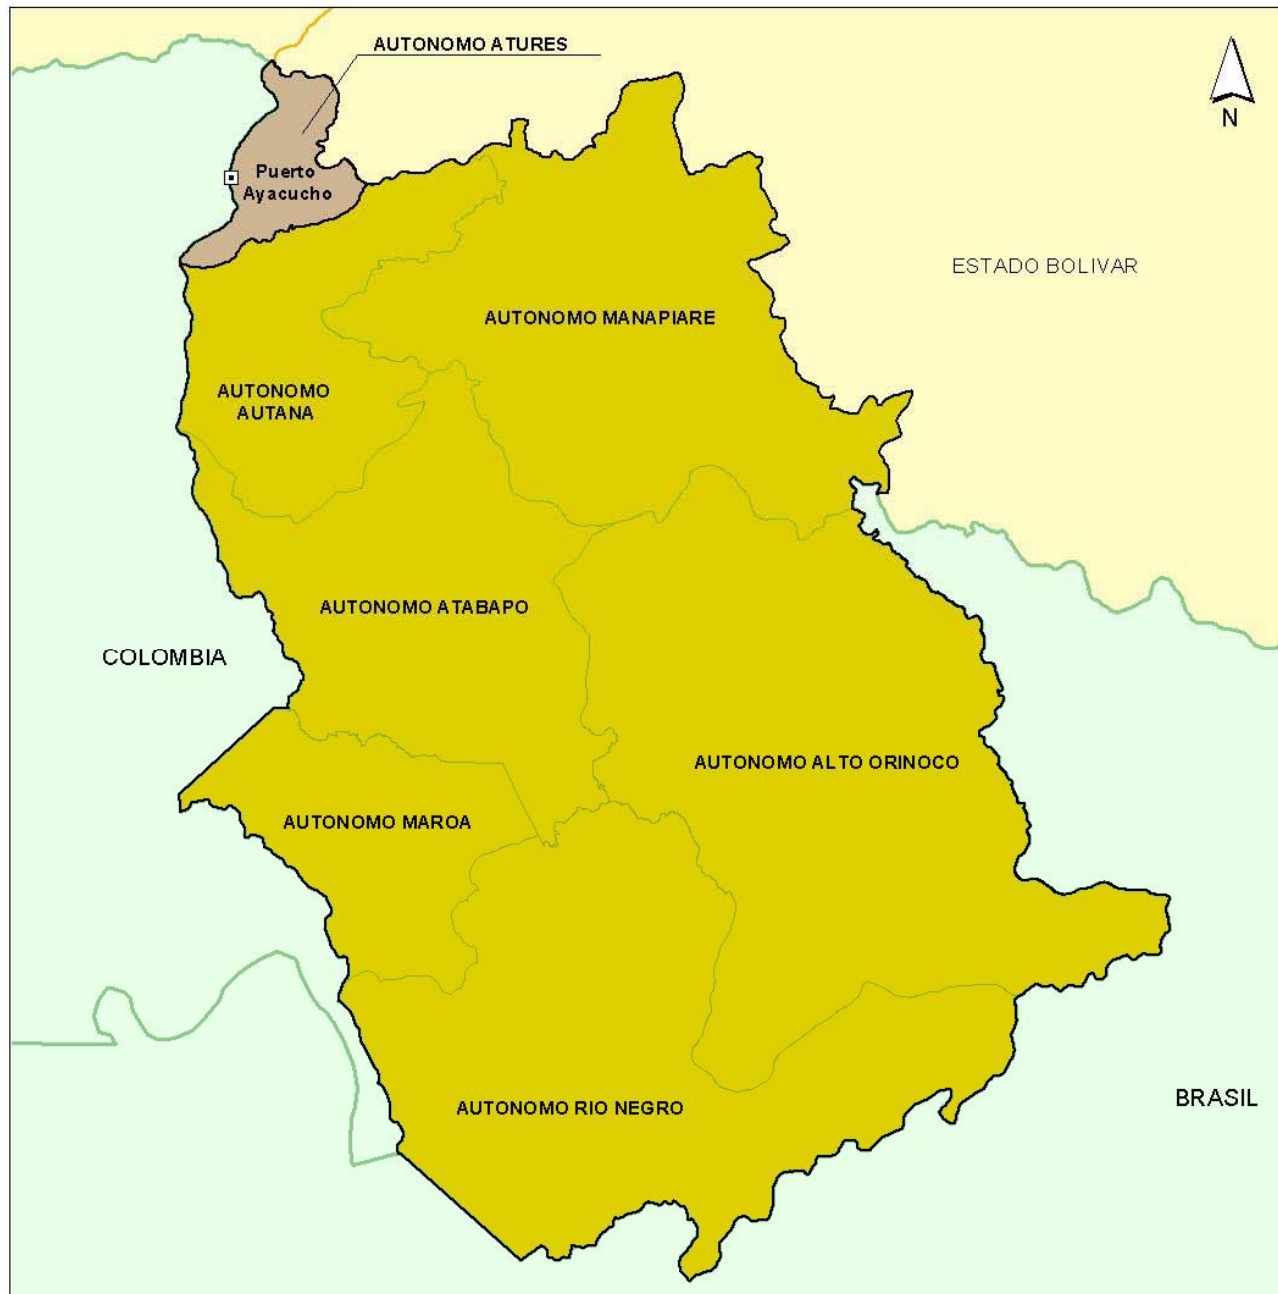 AUTONOMO ATURES
N
Puerto
Ayacucho
ESTADO BOLIVAR
AUTONOMO MANAPIARE
AUTONOMO
AUTANA
AUTONOMO ATABAPO
COLOMBIA
AUTONOMO ALTO ORINOCO
AUTONOMO MAROA
BRASIL
AUTONOMO RIO NEGRO